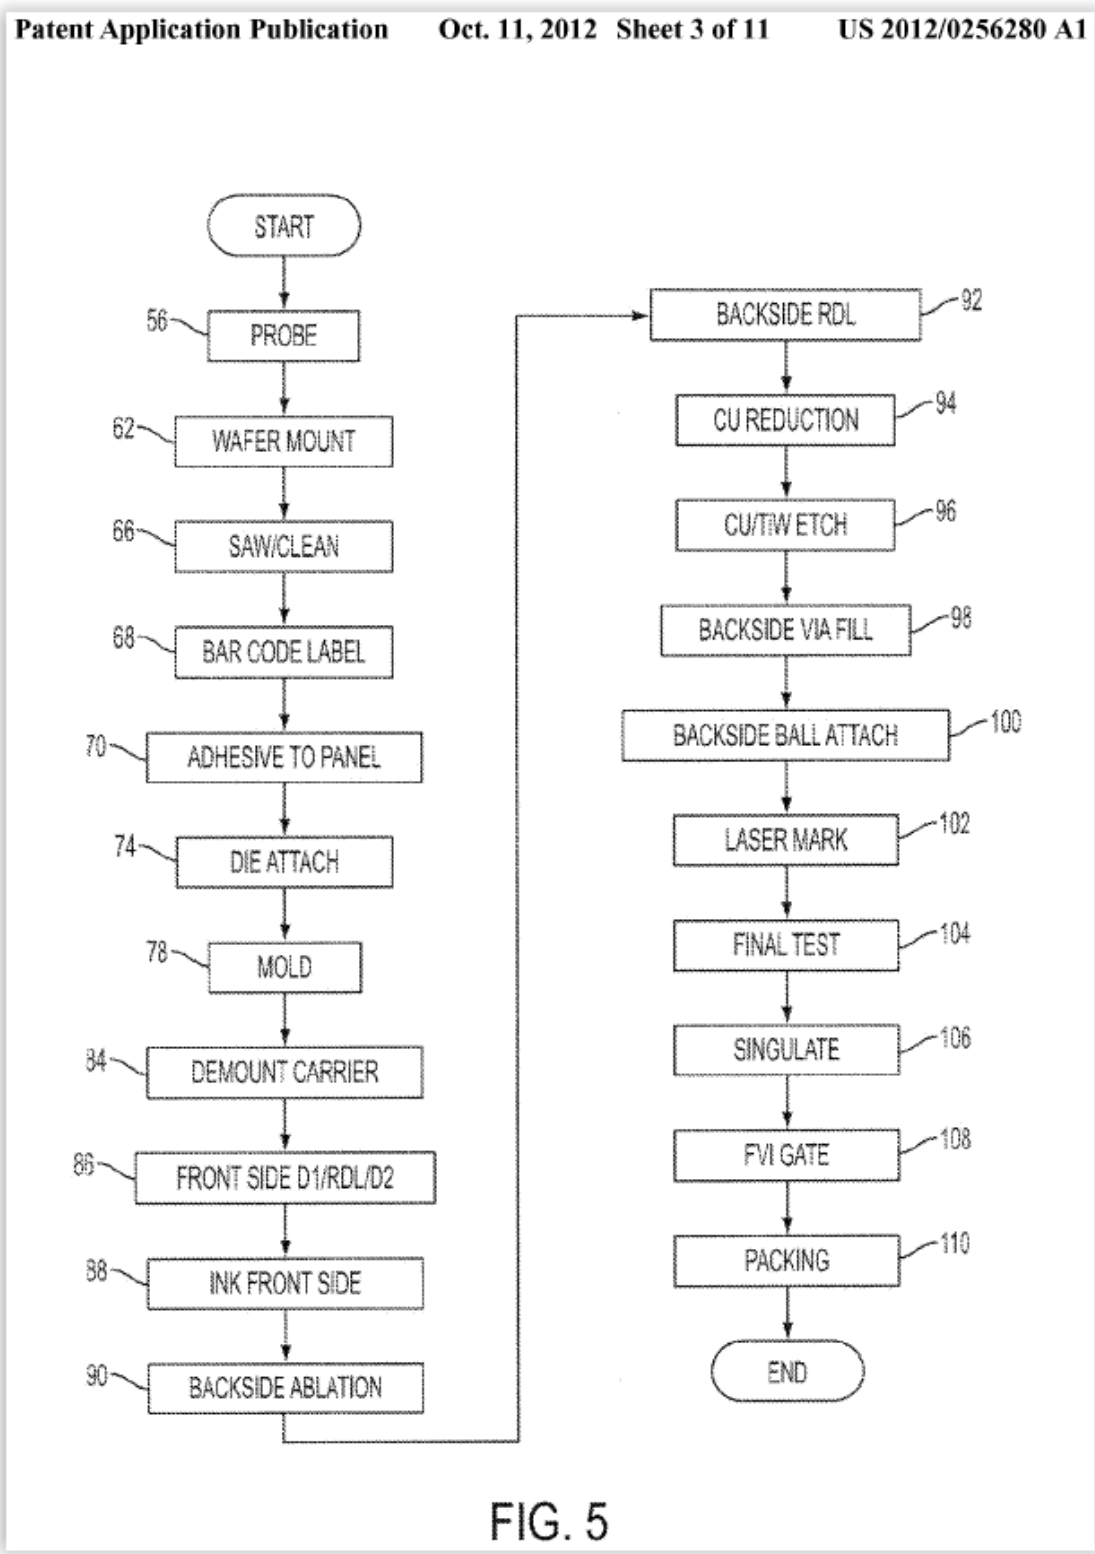 Patent Application Publication Oct. 11, 2012 Sheet 3 of 11 US 2012/0256280 A1
START
56
PROBE
62
WAFER MOUNT
66
SAW/CLEAN
68
BAR CODE LABEL
70
ADHESIVE TO PANEL
74
DIE ATTACH
78
MOLD
84
DEMOUNT CARRIER
86
FRONT SIDE D1/RDL/D2
88
INK FRONT SIDE
90
BACKSIDE ABLATION
92
BACKSIDE RDL
94
CU REDUCTION
96
CU/TIW ETCH
98
BACKSIDE VIA FILL
100
BACKSIDE BALL ATTACH
102
LASER MARK
104
FINAL TEST
106
SINGULATE
108
FVI GATE
110
PACKING
END
FIG. 5